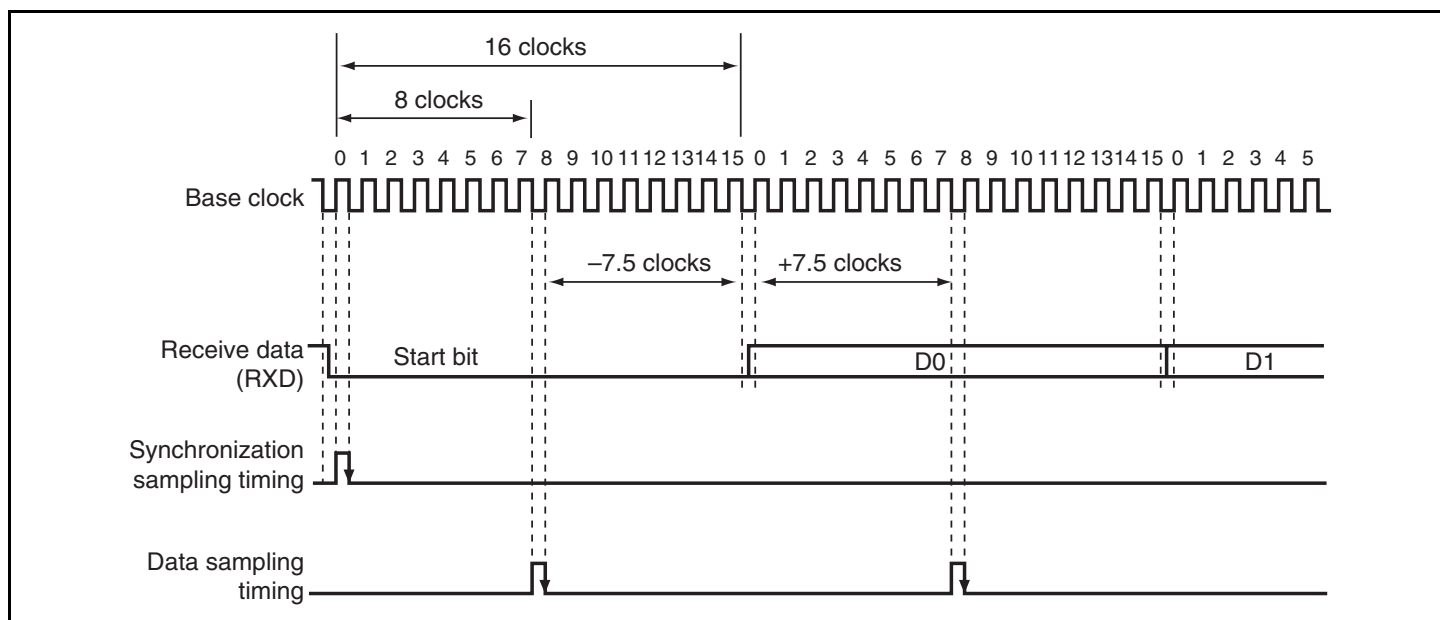 16 clocks
8 clocks
0 1 2 3 4 5 6 7 8 9 10 11 12 13 14 15 0 1 2 3 4 5 6 7 8 9 10 11 12 13 14 15 0 1 2 3 4 5
Base clock
–7.5 clocks +7.5 clocks
Receive data
(RXD)
Start bit D0 D1
Synchronization
sampling timing
Data sampling
timing